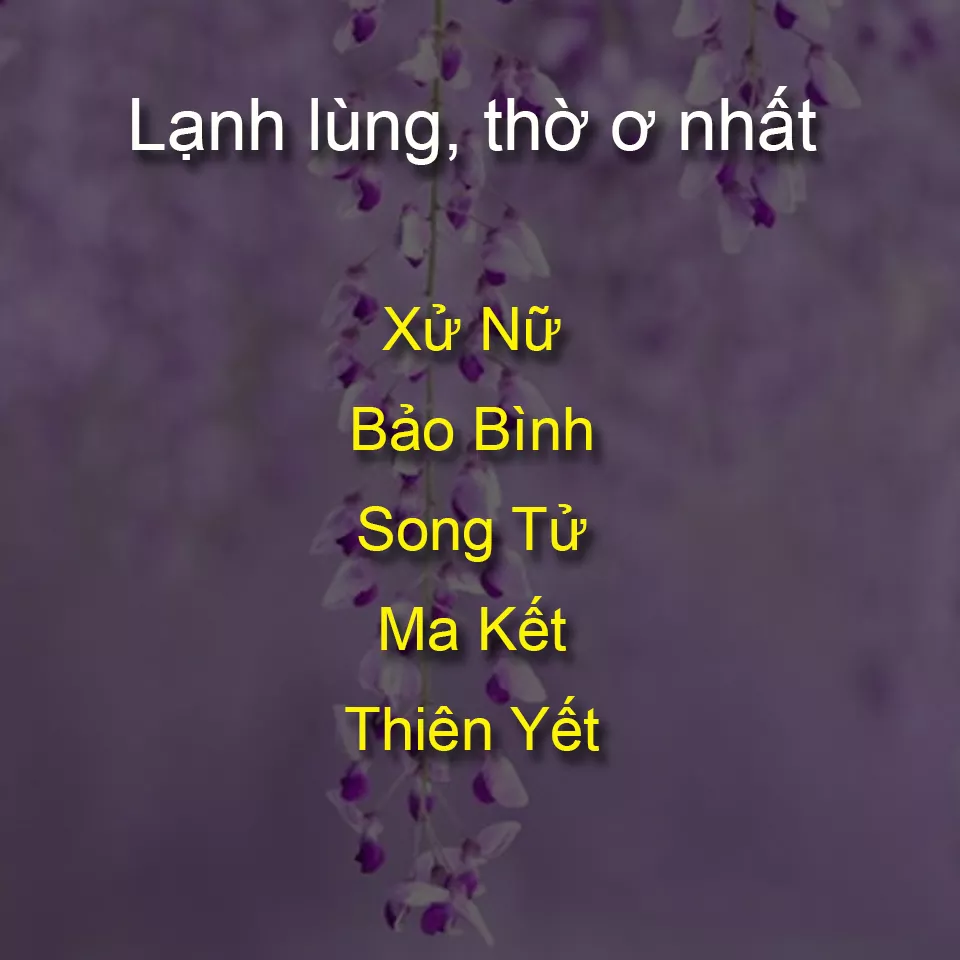 Lạnh lùng, thờ ơ nhất
Xử Nữ
Bảo Bình
Song Tử
Ma Kết
Thiên Yết